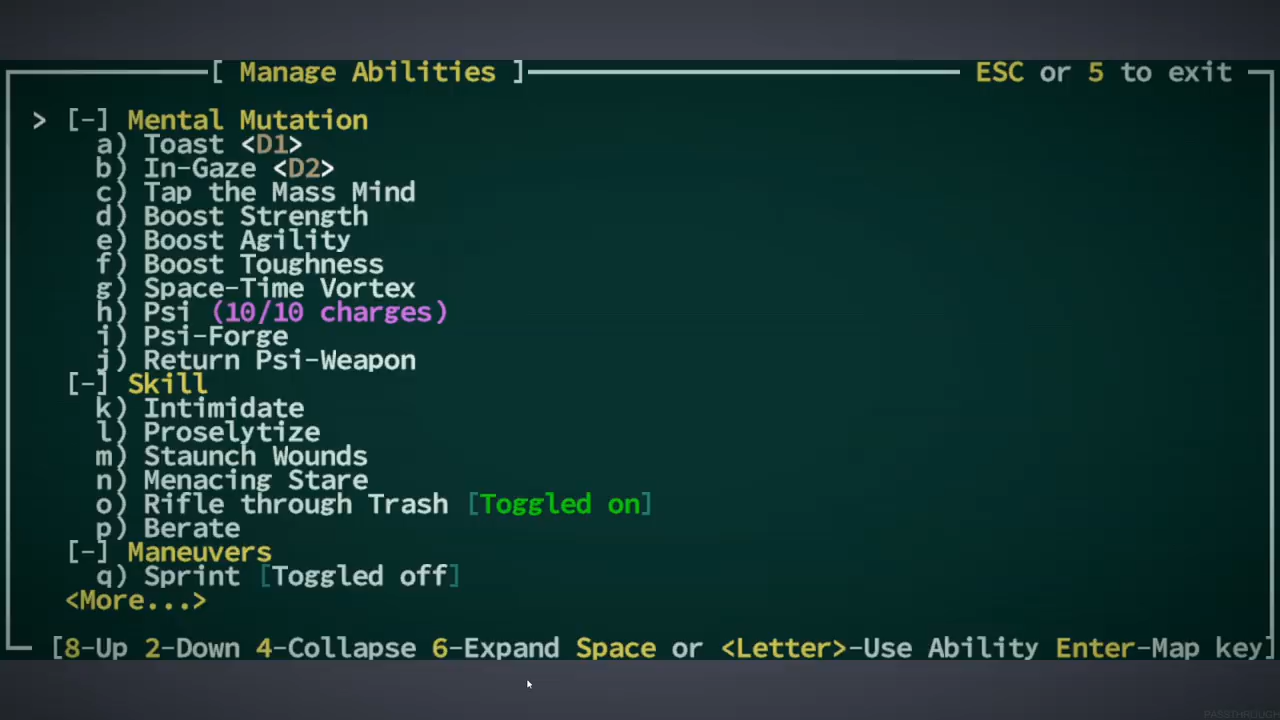 [ Manage Abilities ] ESC or 5 to exit
> [-] Mental Mutation
a) Toast <D1>
b) In-Gaze <D2>
c) Tap the Mass Mind
d) Boost Strength
e) Boost Agility
f) Boost Toughness
g) Space-Time Vortex
h) Psi (10/10 charges)
i) Psi-Forge
j) Return Psi-Weapon
[-] Skill
k) Intimidate
l) Proselytize
m) Staunch Wounds
n) Menacing Stare
o) Rifle through Trash [Toggled on]
p) Berate
[-] Maneuvers
q) Sprint [Toggled off]
<More...>
[8-Up 2-Down 4-Collapse 6-Expand Space or <Letter>-Use Ability Enter-Map key]